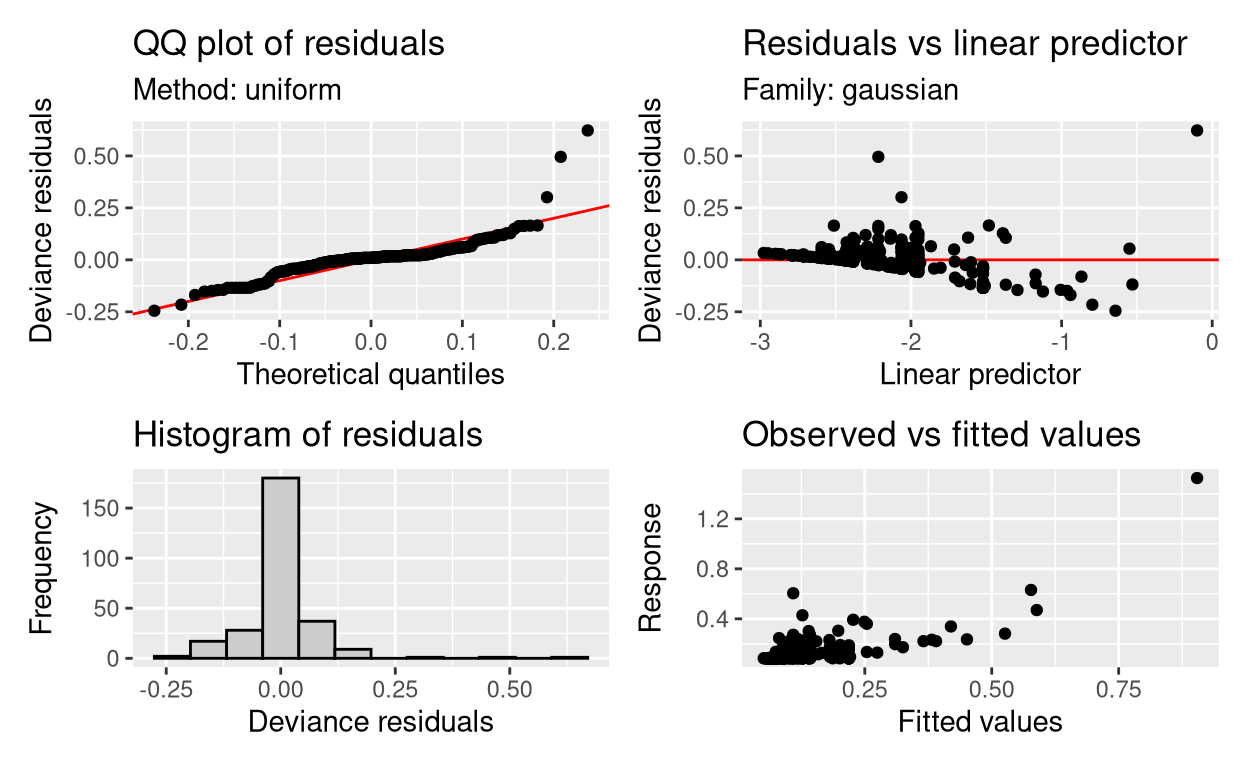 QQ plot of residuals
Method: uniform
Deviance residuals
0.50
0.25
0.00
-0.25
-0.2
-0.1
0.0
0.1
0.2
Theoretical quantiles
Residuals vs linear predictor
Family: gaussian
Deviance residuals
0.50
0.25
0.00
-0.25
-3
-2
-1
0
Linear predictor
Histogram of residuals
Frequency
150
100
50
0
-0.25
0.00
0.25
0.50
Deviance residuals
Observed vs fitted values
Response
1.2
0.8
0.4
0.25
0.50
0.75
Fitted values